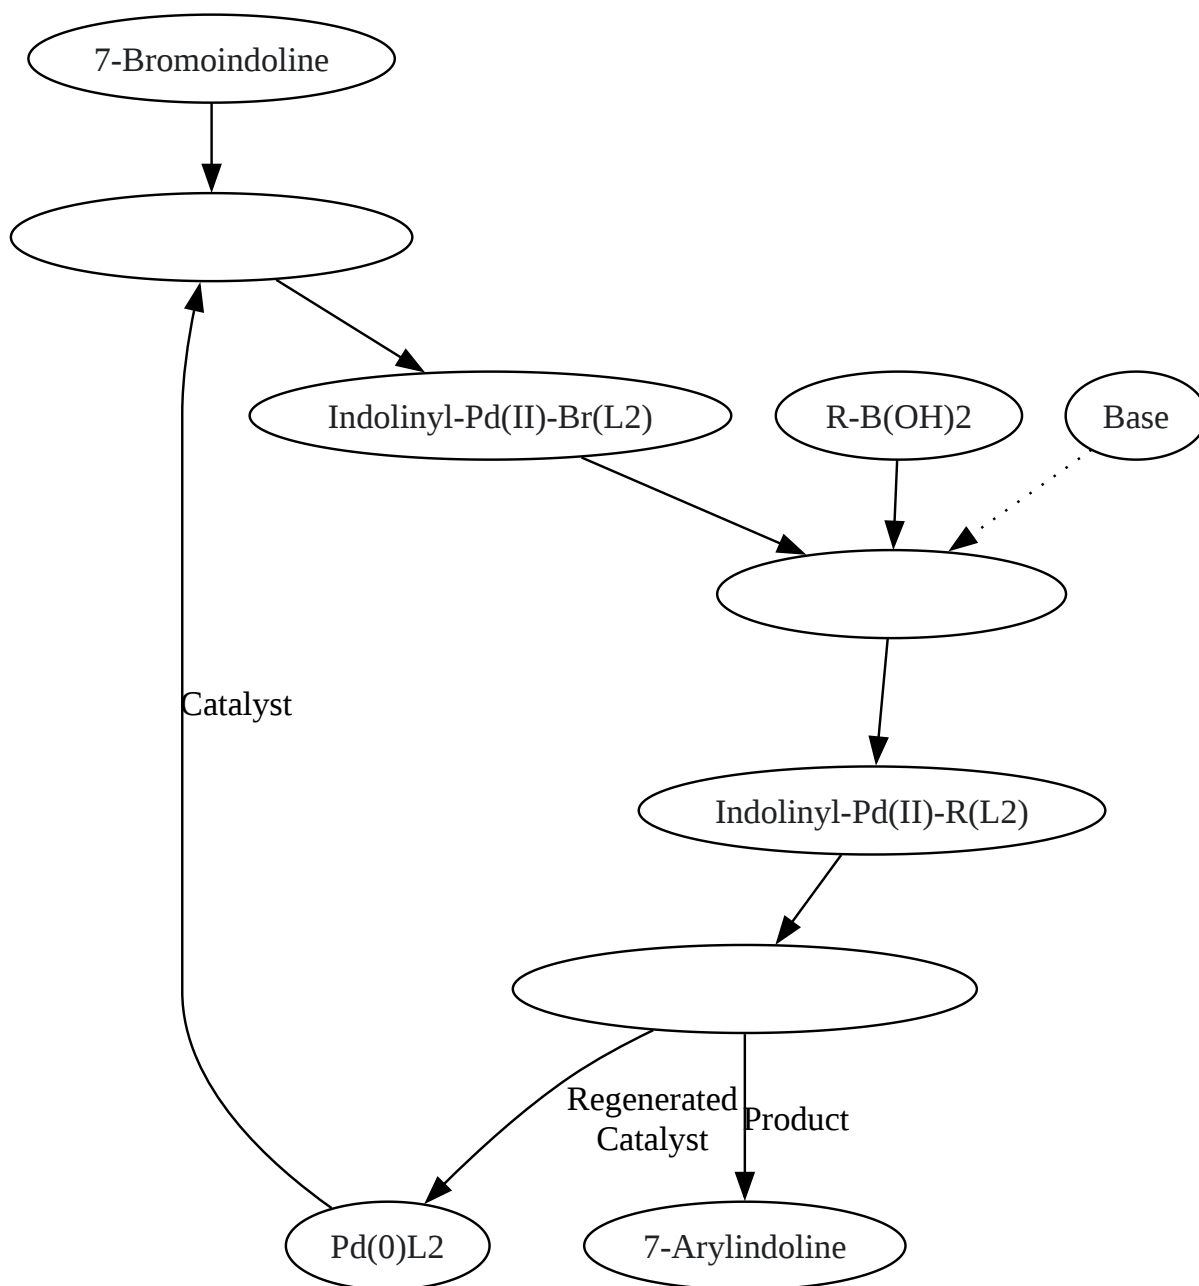 7-Bromoindoline
Indolinyl-Pd(II)-Br(L2)
R-B(OH)2
Base
Catalyst
Indolinyl-Pd(II)-R(L2)
Regenerated
Catalyst
Product
Pd(0)L2
7-Arylindoline